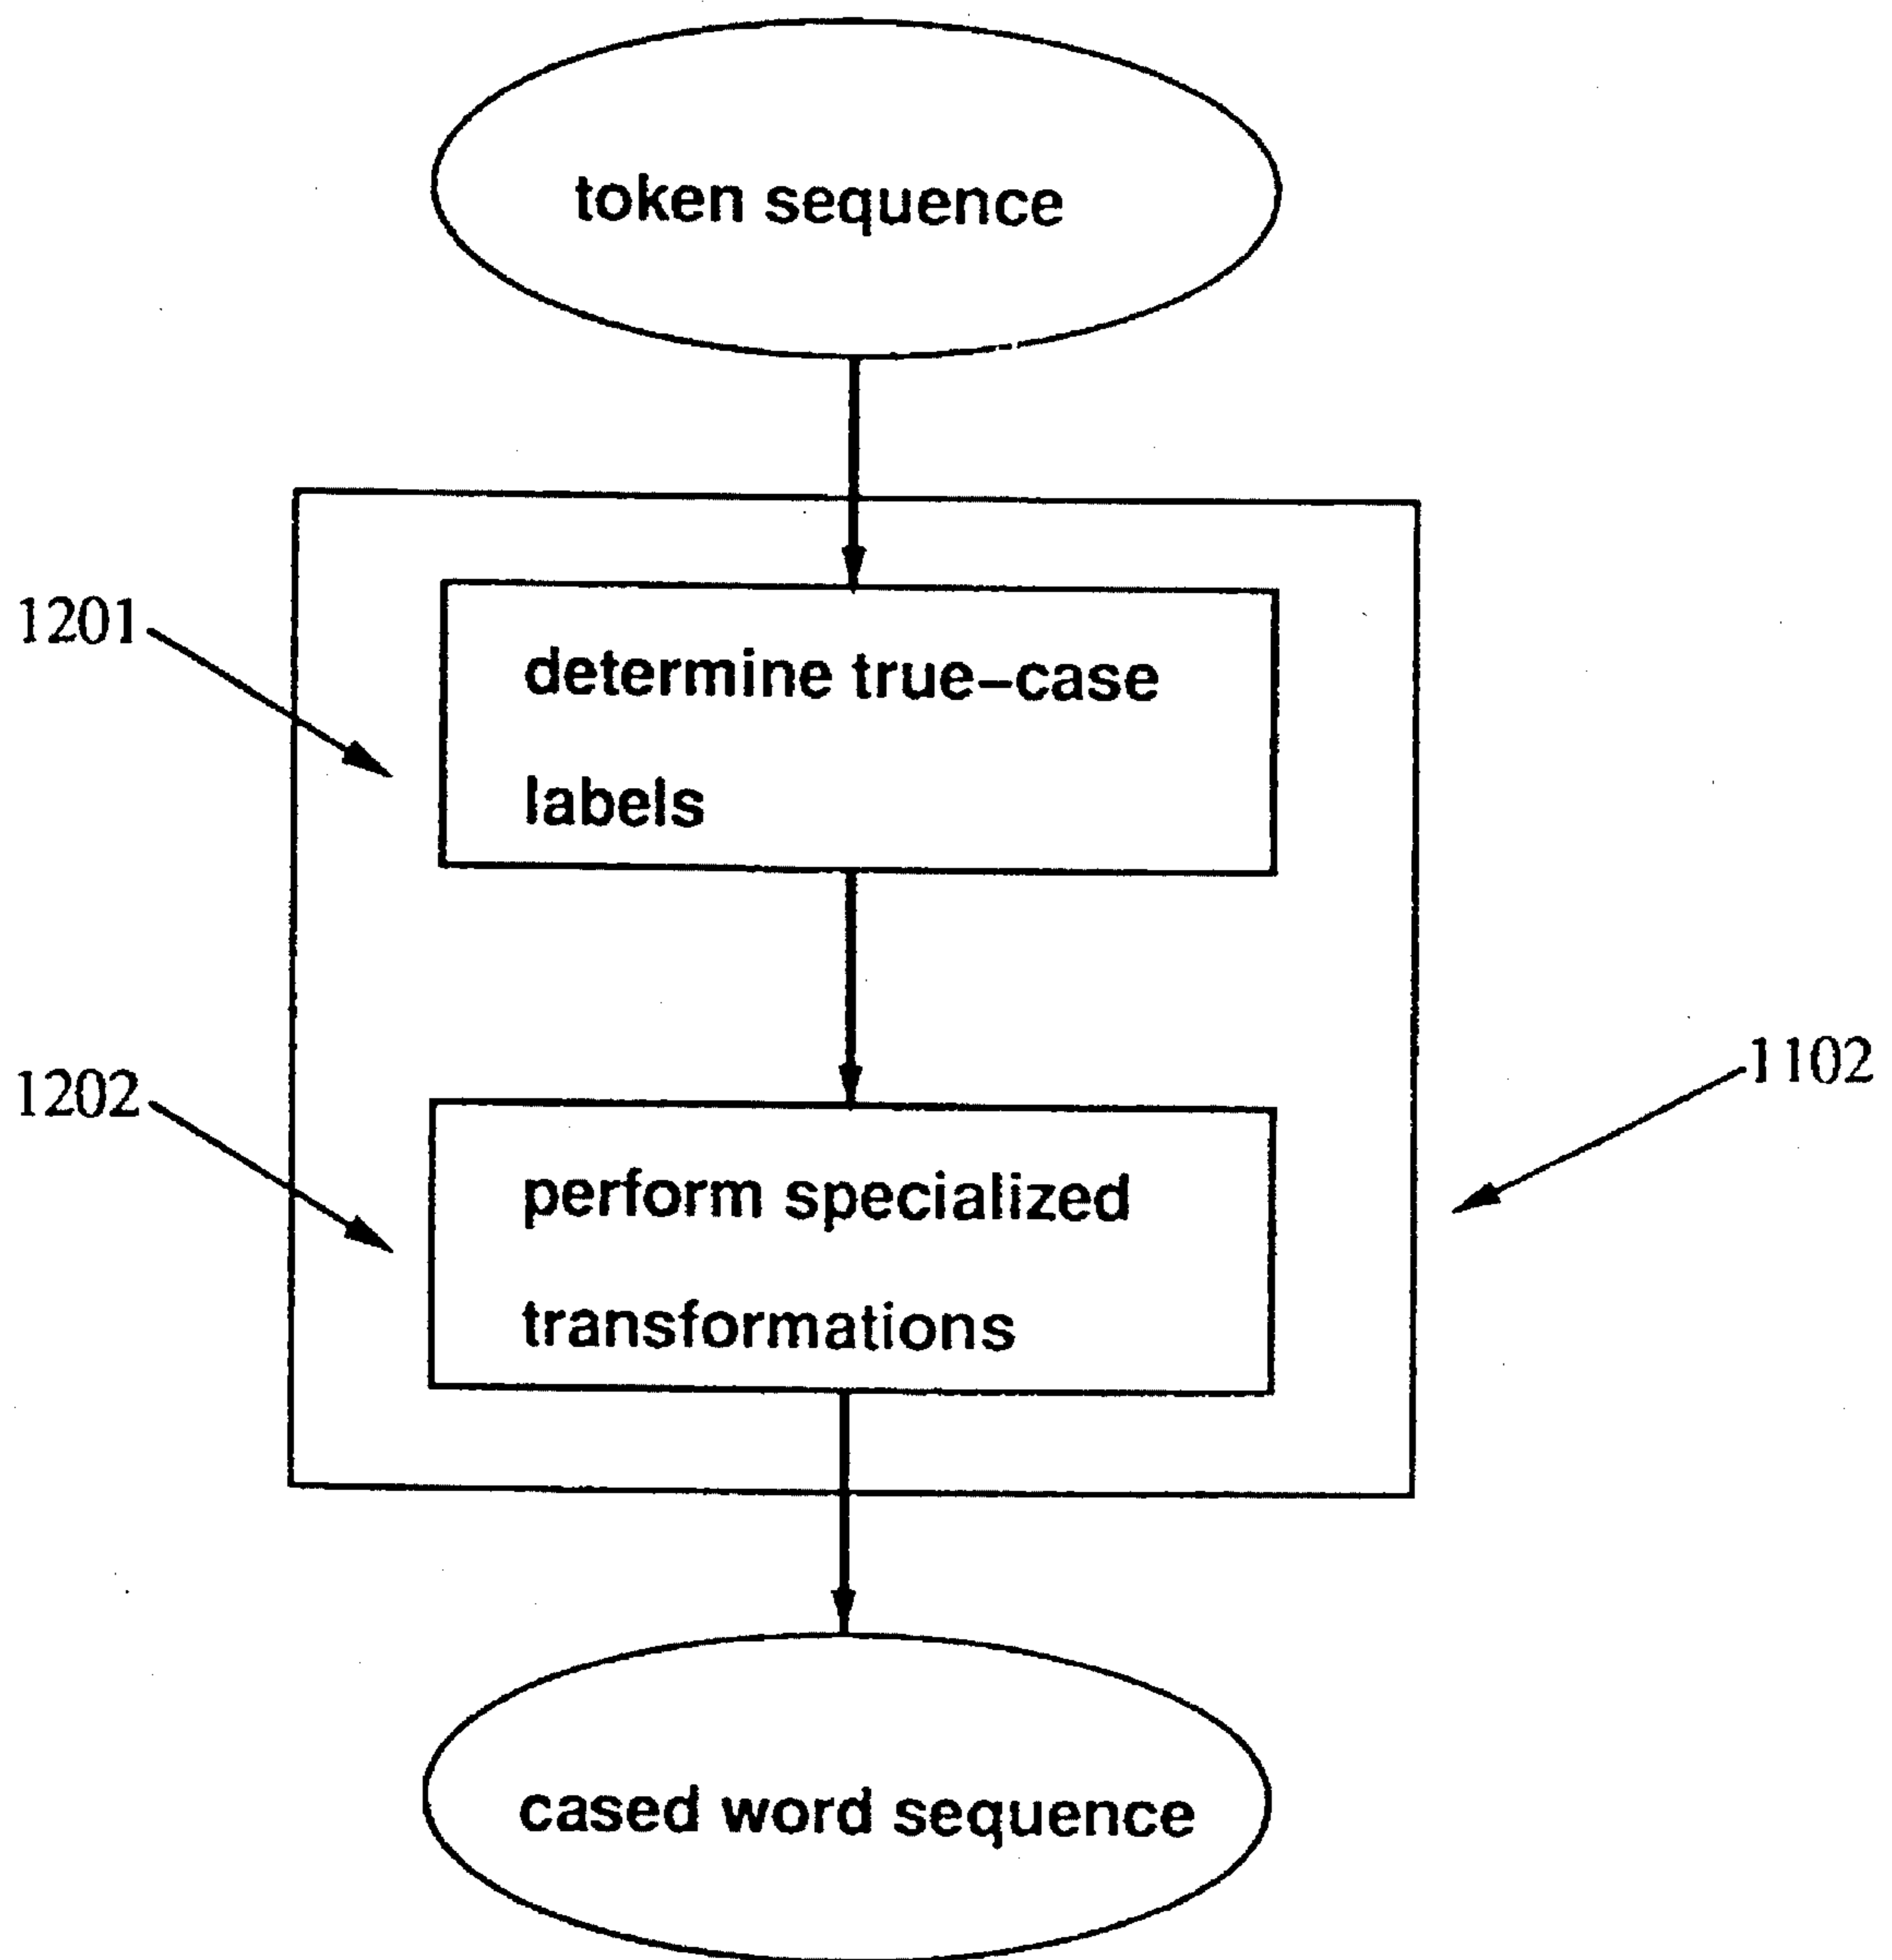 token sequence
1201
determine true–case
labels
1202
1102
perform specialized
transformations
cased word sequence